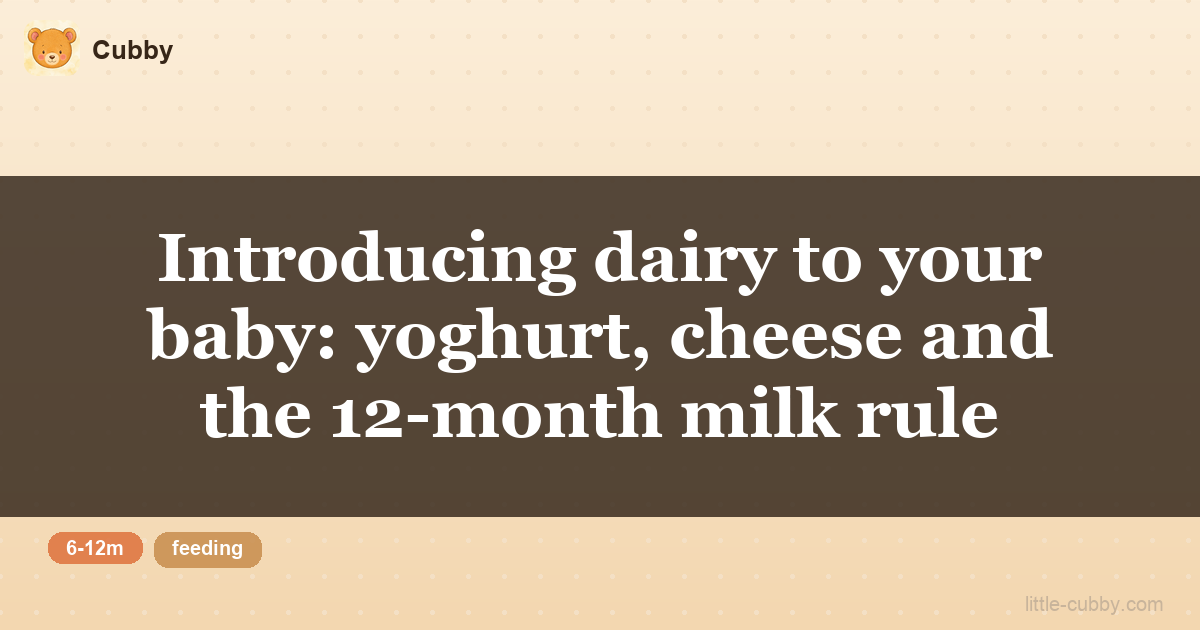 Cubby
Introducing dairy to your
baby: yoghurt, cheese and
the 12-month milk rule
6-12m
feeding
little-cubby.com